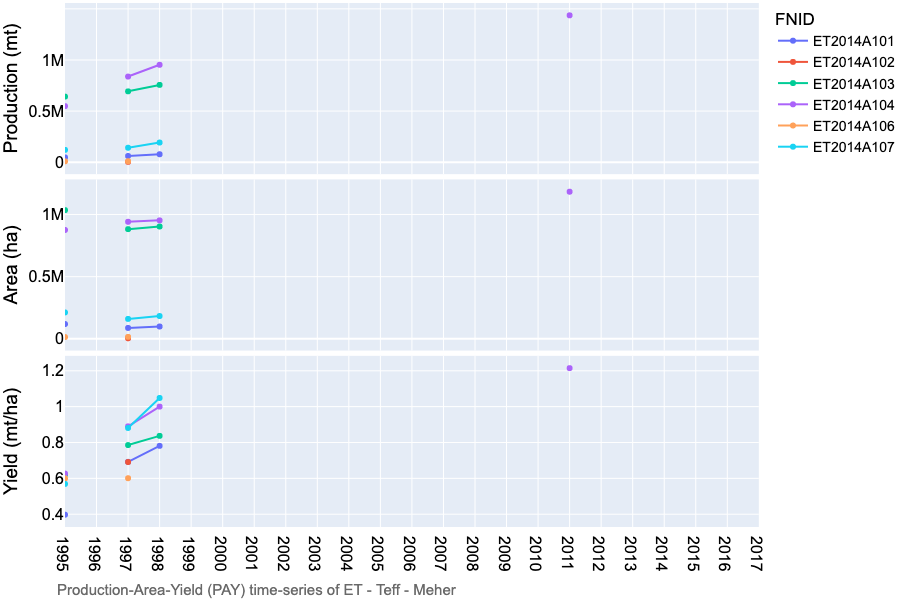 FNID
ET2014A101
ET2014A102
ET2014A103
ET2014A104
ET2014A106
ET2014A107
Production (mt)
1M
0.5M
0
Area (ha)
1M
0.5M
0
Yield (mt/ha)
1.2
1
0.8
0.6
0.4
1995 1996 1997 1998 1999 2000 2001 2002 2003 2004 2005 2006 2007 2008 2009 2010 2011 2012 2013 2014 2015 2016 2017
Production-Area-Yield (PAY) time-series of ET - Teff - Meher